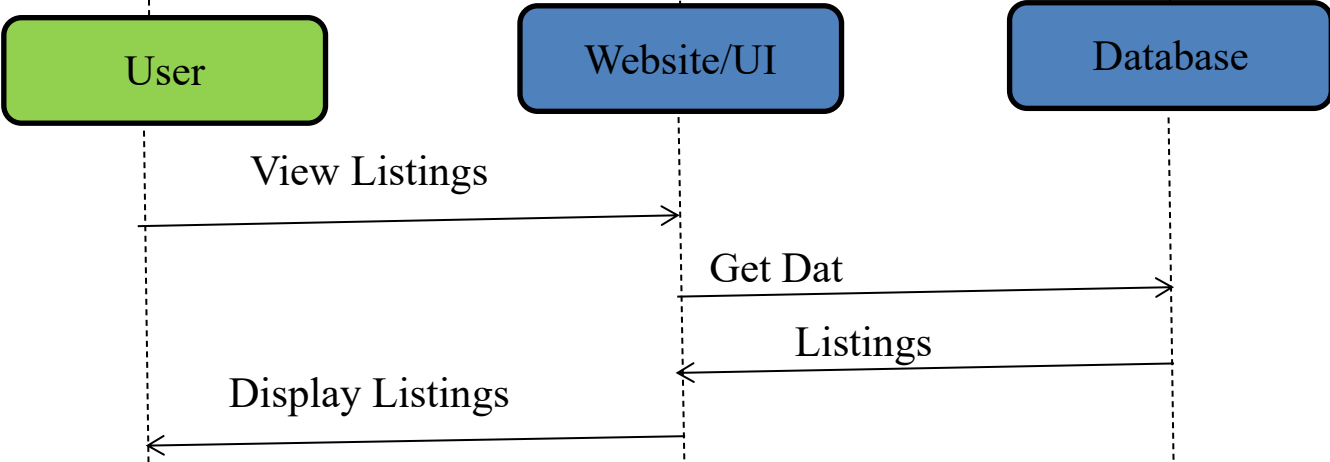 User
Website/UI
Database
View Listings
Get Dat
Listings
Display Listings